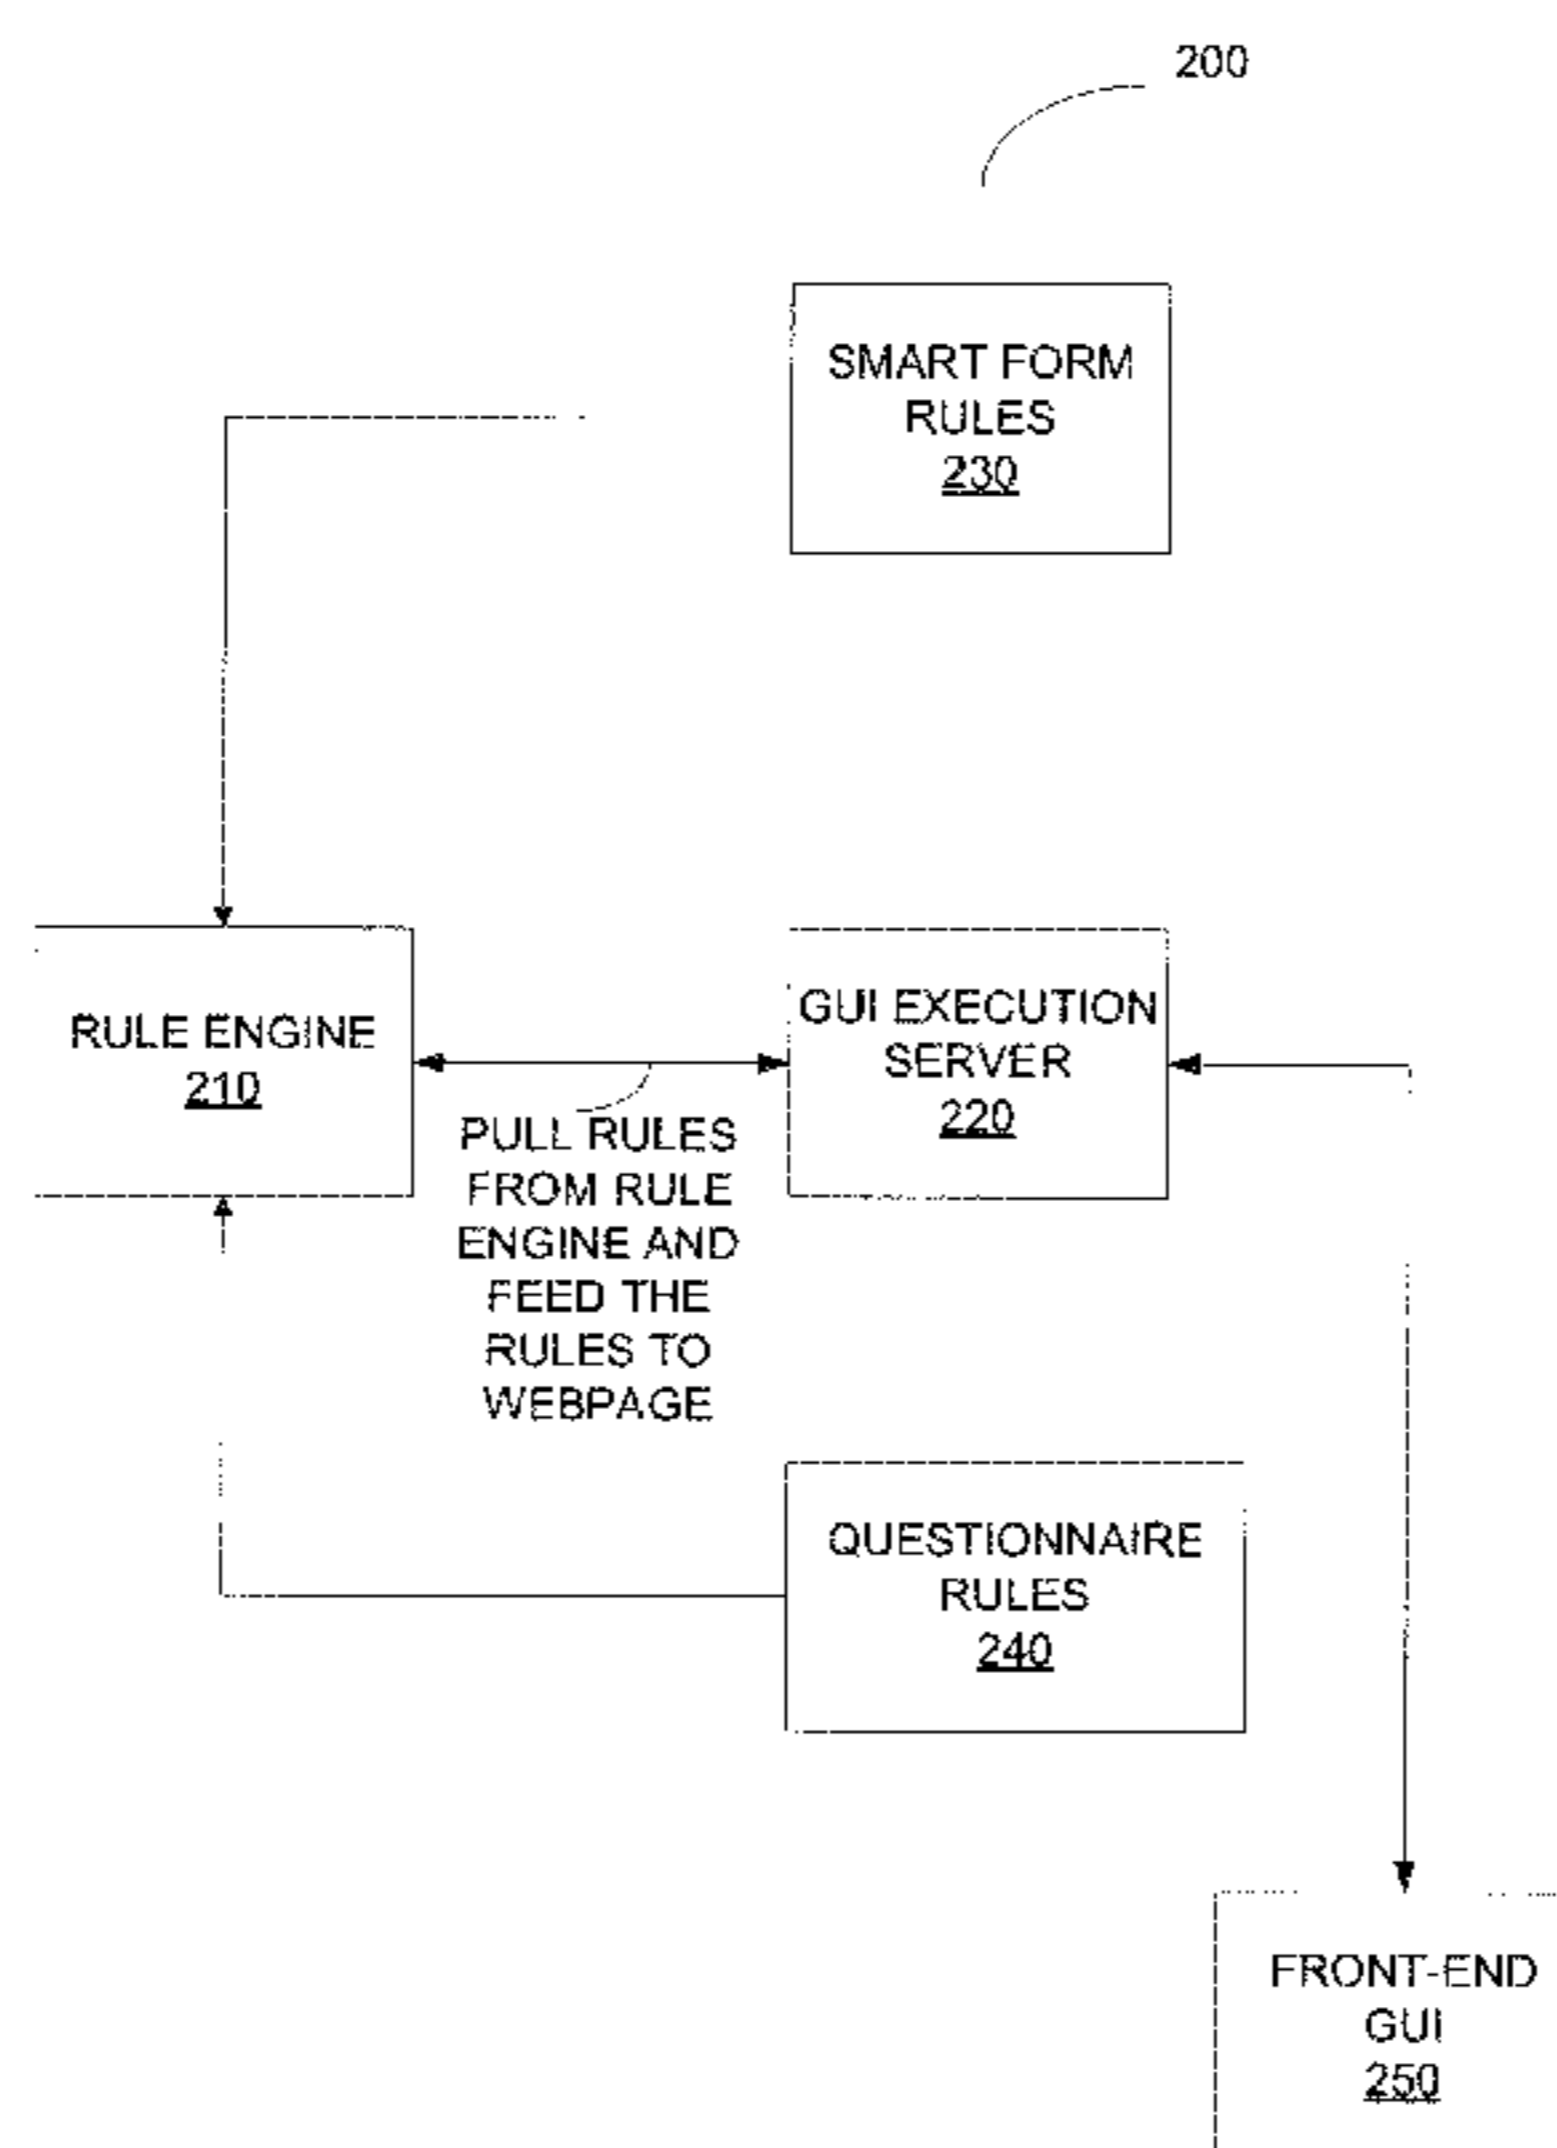 200
SMART FORM
RULES
230
RULE ENGINE
210
GUI EXECUTION
SERVER
220
PULL RULES
FROM RULE
ENGINE AND
FEED THE
RULES TO
WEBPAGE
QUESTIONNAIRE
RULES
240
FRONT-END
GUI
250